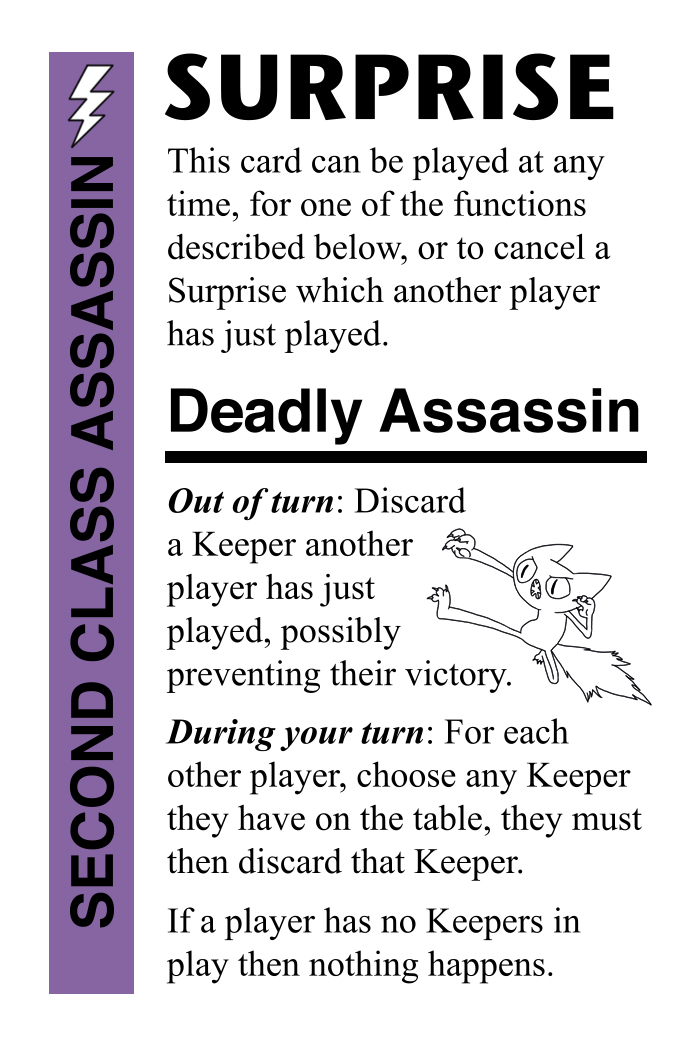 SECOND CLASS ASSASSIN
SURPRISE
This card can be played at any
time, for one of the functions
described below, or to cancel a
Surprise which another player
has just played.
Deadly Assassin
Out of turn: Discard
a Keeper another
player has just
played, possibly
preventing their victory.
During your turn: For each
other player, choose any Keeper
they have on the table, they must
then discard that Keeper.
If a player has no Keepers in
play then nothing happens.